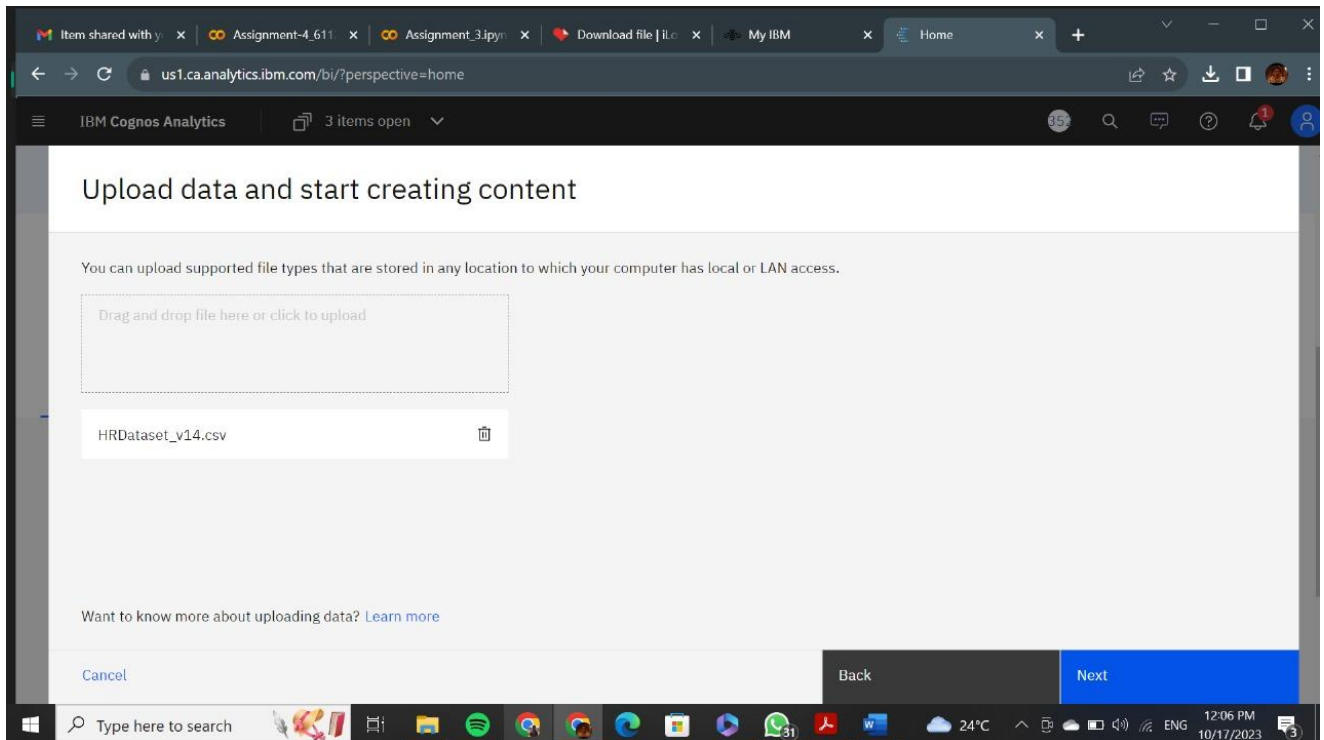 Item shared with y
Assignment-4_611
Assignment_3.ipyn
Download file | iLo
My IBM
Home
us1.ca.analytics.ibm.com/bi/?perspective=home
IBM Cognos Analytics
3 items open
1
Upload data and start creating content
You can upload supported file types that are stored in any location to which your computer has local or LAN access.
Drag and drop file here or click to upload
HRDataset_v14.csv
Want to know more about uploading data? Learn more
Cancel
Back
Next
Type here to search
31
24°C
ENG
12:06 PM
10/17/2023
3